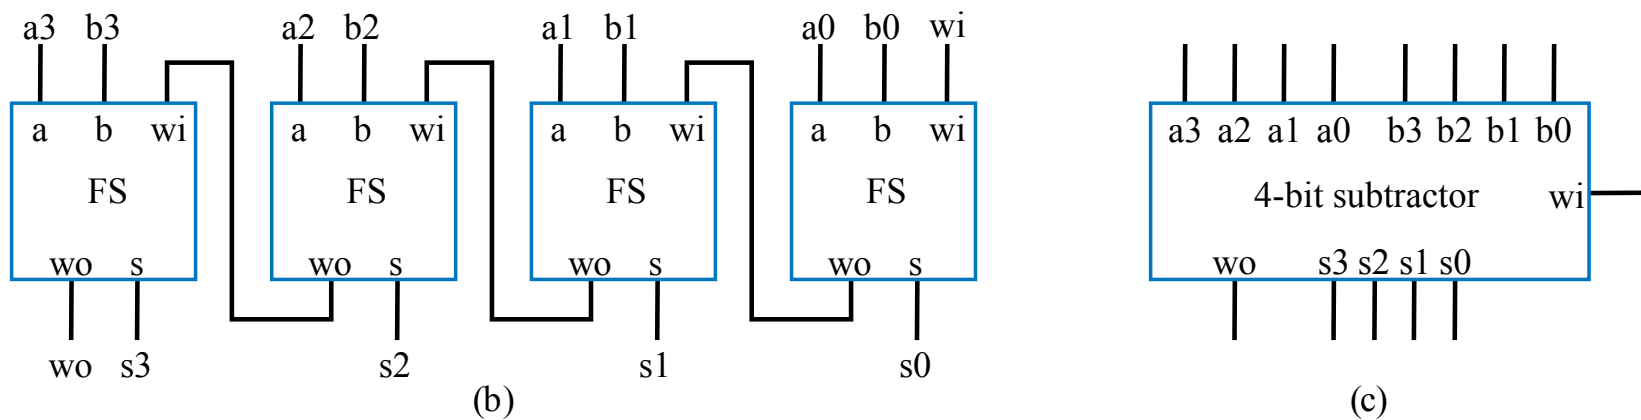 a3 b3 a2 b2 a1 b1 a0 b0 wi
a b wi a b wi a b wi a b wi a3 a2 a1 a0 b3 b2 b1 b0
FS FS FS FS 4-bit subtractor wi
wo s wo s wo s wo s wo s3 s2 s1 s0
wo s3 s2 s1 s0
(b) (c)